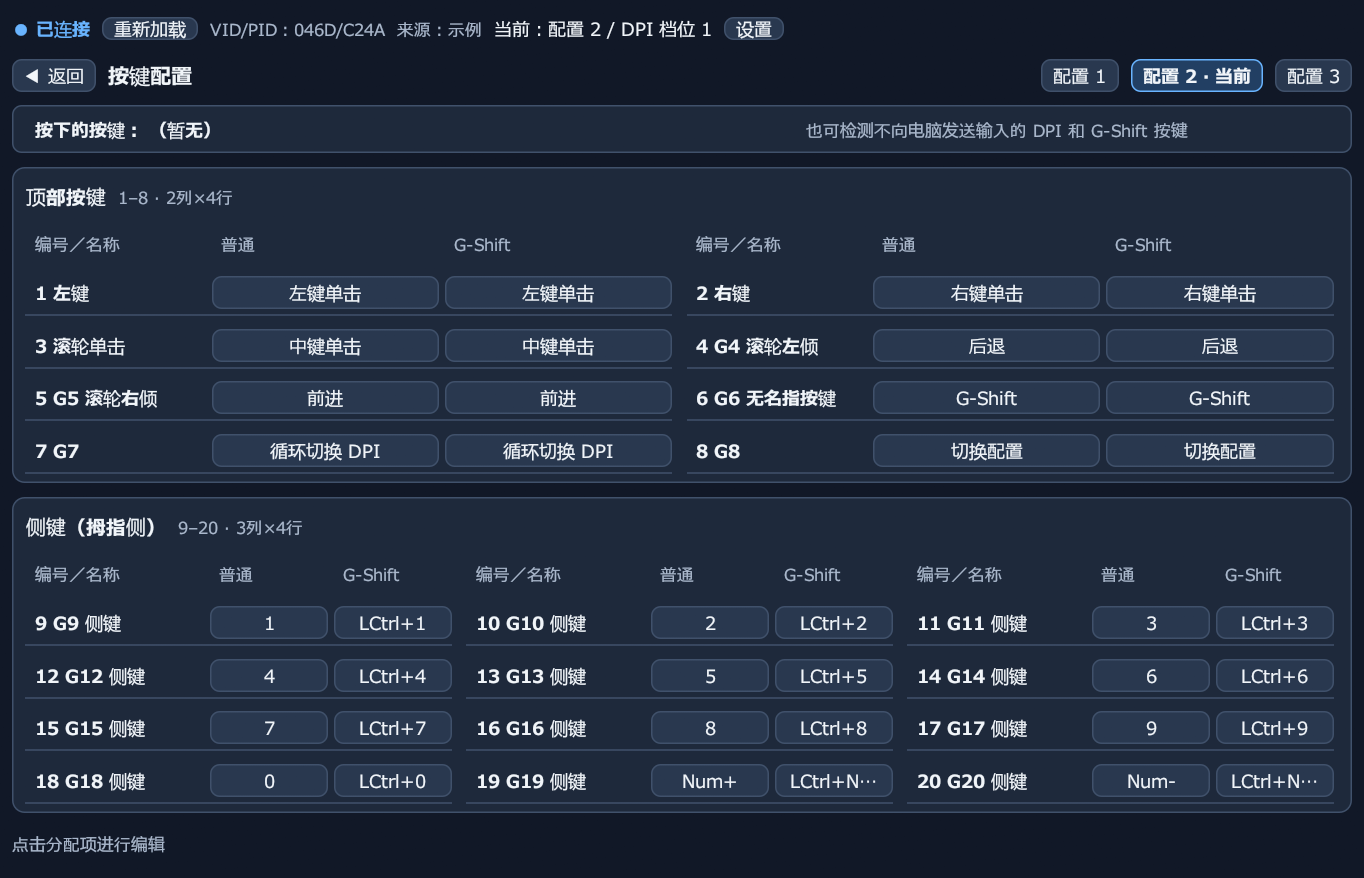 已连接 重新加载 VID/PID：046D/C24A 来源：示例 当前：配置 2 / DPI 档位 1 设置
◀ 返回 按键配置 配置 1 配置 2 · 当前 配置 3
按下的按键： （暂无） 也可检测不向电脑发送输入的 DPI 和 G-Shift 按键
顶部按键 1–8 · 2列×4行
编号／名称 普通 G-Shift 编号／名称 普通 G-Shift
1 左键 左键单击 左键单击 2 右键 右键单击 右键单击
3 滚轮单击 中键单击 中键单击 4 G4 滚轮左倾 后退 后退
5 G5 滚轮右倾 前进 前进 6 G6 无名指按键 G-Shift G-Shift
7 G7 循环切换 DPI 循环切换 DPI 8 G8 切换配置 切换配置
侧键（拇指侧） 9–20 · 3列×4行
编号／名称 普通 G-Shift 编号／名称 普通 G-Shift 编号／名称 普通 G-Shift
9 G9 侧键 1 LCtrl+1 10 G10 侧键 2 LCtrl+2 11 G11 侧键 3 LCtrl+3
12 G12 侧键 4 LCtrl+4 13 G13 侧键 5 LCtrl+5 14 G14 侧键 6 LCtrl+6
15 G15 侧键 7 LCtrl+7 16 G16 侧键 8 LCtrl+8 17 G17 侧键 9 LCtrl+9
18 G18 侧键 0 LCtrl+0 19 G19 侧键 Num+ LCtrl+N… 20 G20 侧键 Num- LCtrl+N…
点击分配项进行编辑